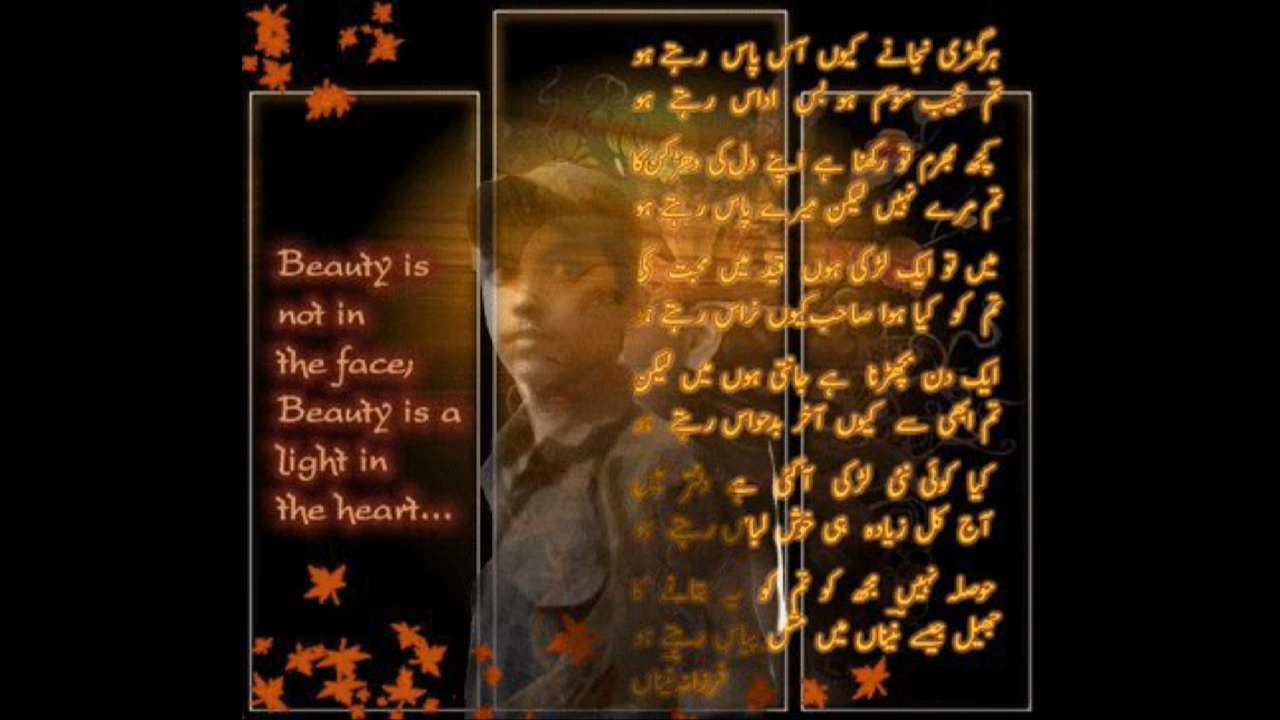 Beauty is
not in
the face;
Beauty is a
light in
the heart...
ہر گھڑی نجانے کیوں آس پاس رہتے ہو
تم عجیب موسم ہو بس اداس رہتے ہو
کچھ بھرم تو رکھنا ہے اپنے دل کی دھڑکن کا
تم مرے نہیں لیکن میرے پاس رہتے ہو
میں تو ایک لڑکی ہوں قید میں محبت کی
تم کو کیا ہوا صاحب کیوں نراس رہتے ہو
ایک دن بچھڑنا ہے جانتی ہوں میں لیکن
تم ابھی سے کیوں آخر بدحواس رہتے ہو
کیا کوئی نئی لڑکی آگئی ہے دفتر میں
آج کل زیادہ ہی خوش لباس رہتے ہو
حوصلہ نہیں مجھ کو تم کو یہ بتانے کا
جھیل جیسے نیناں میں پیاس رہتے ہو
فرزانہ نیناں